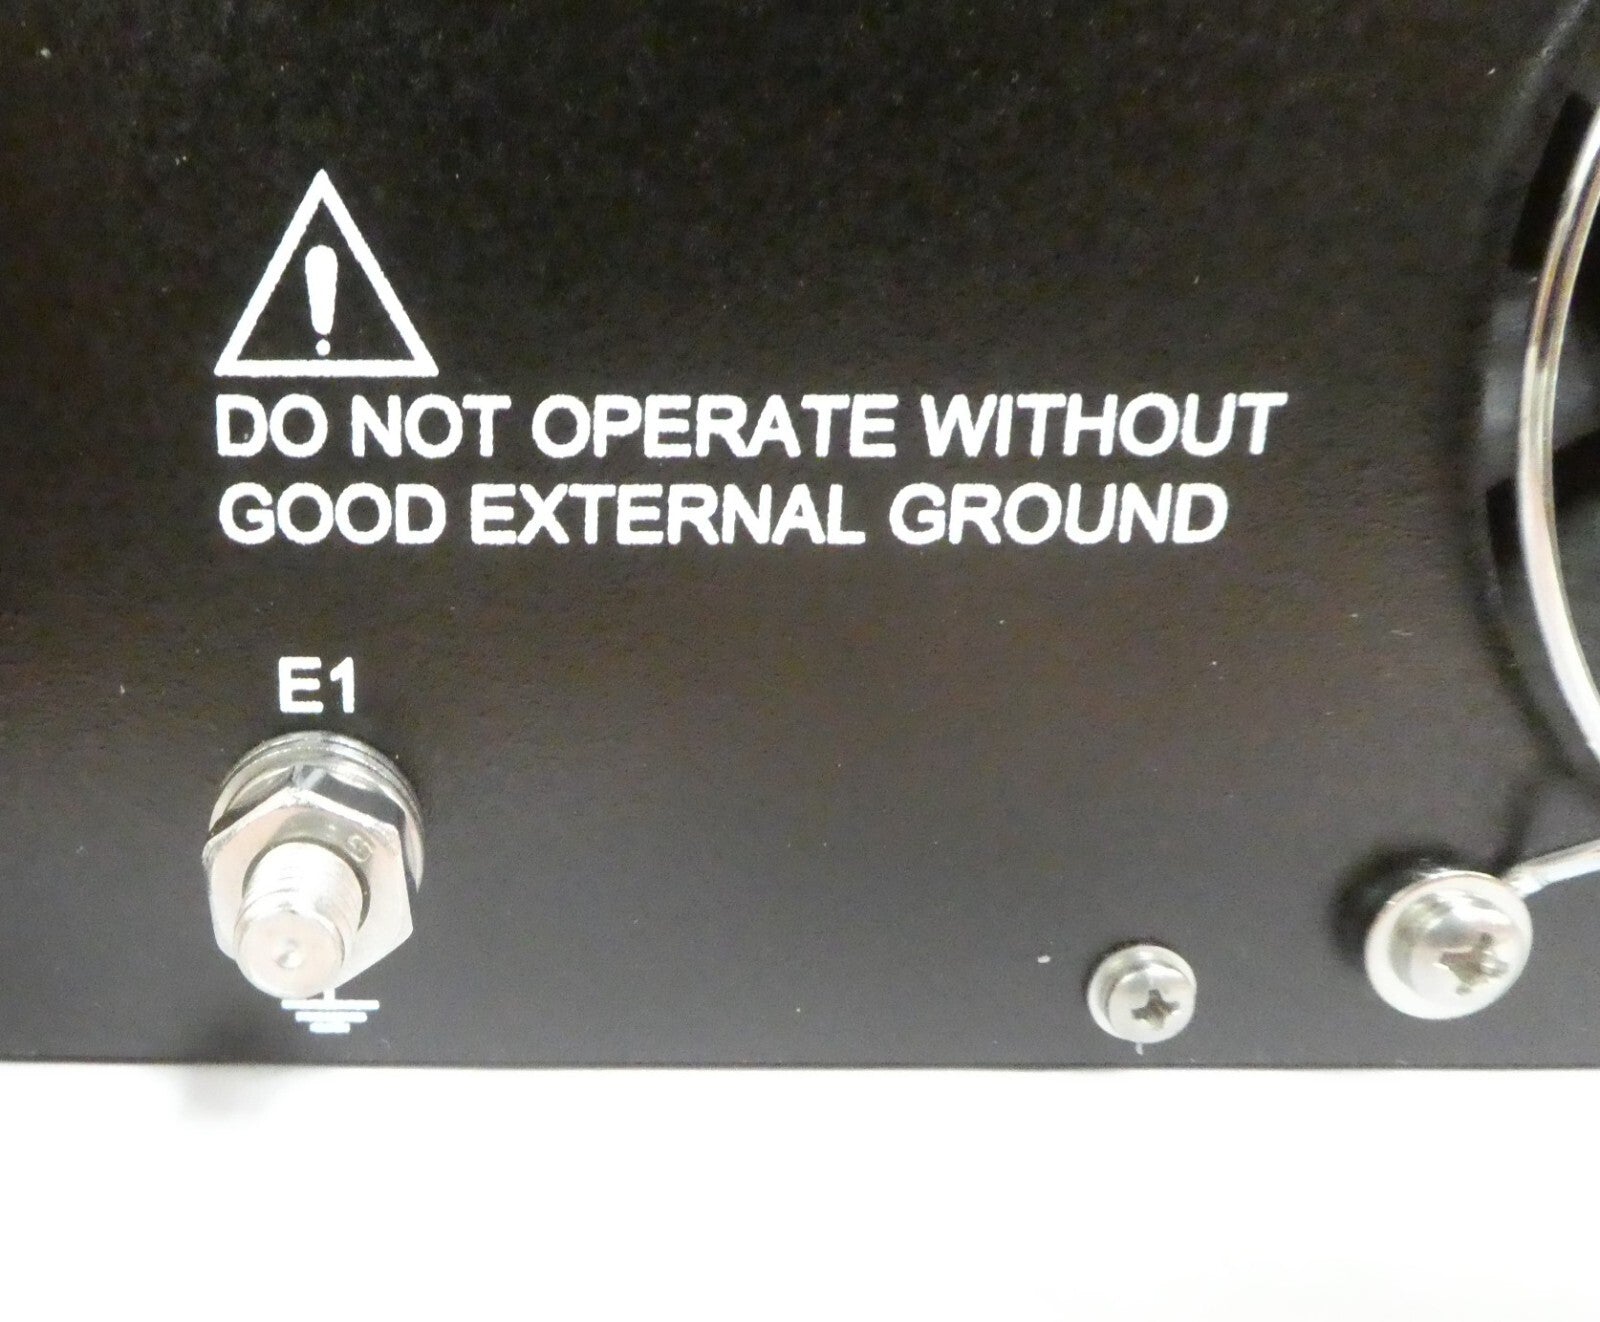 DO NOT OPERATE WITHOUT
GOOD EXTERNAL GROUND
E1